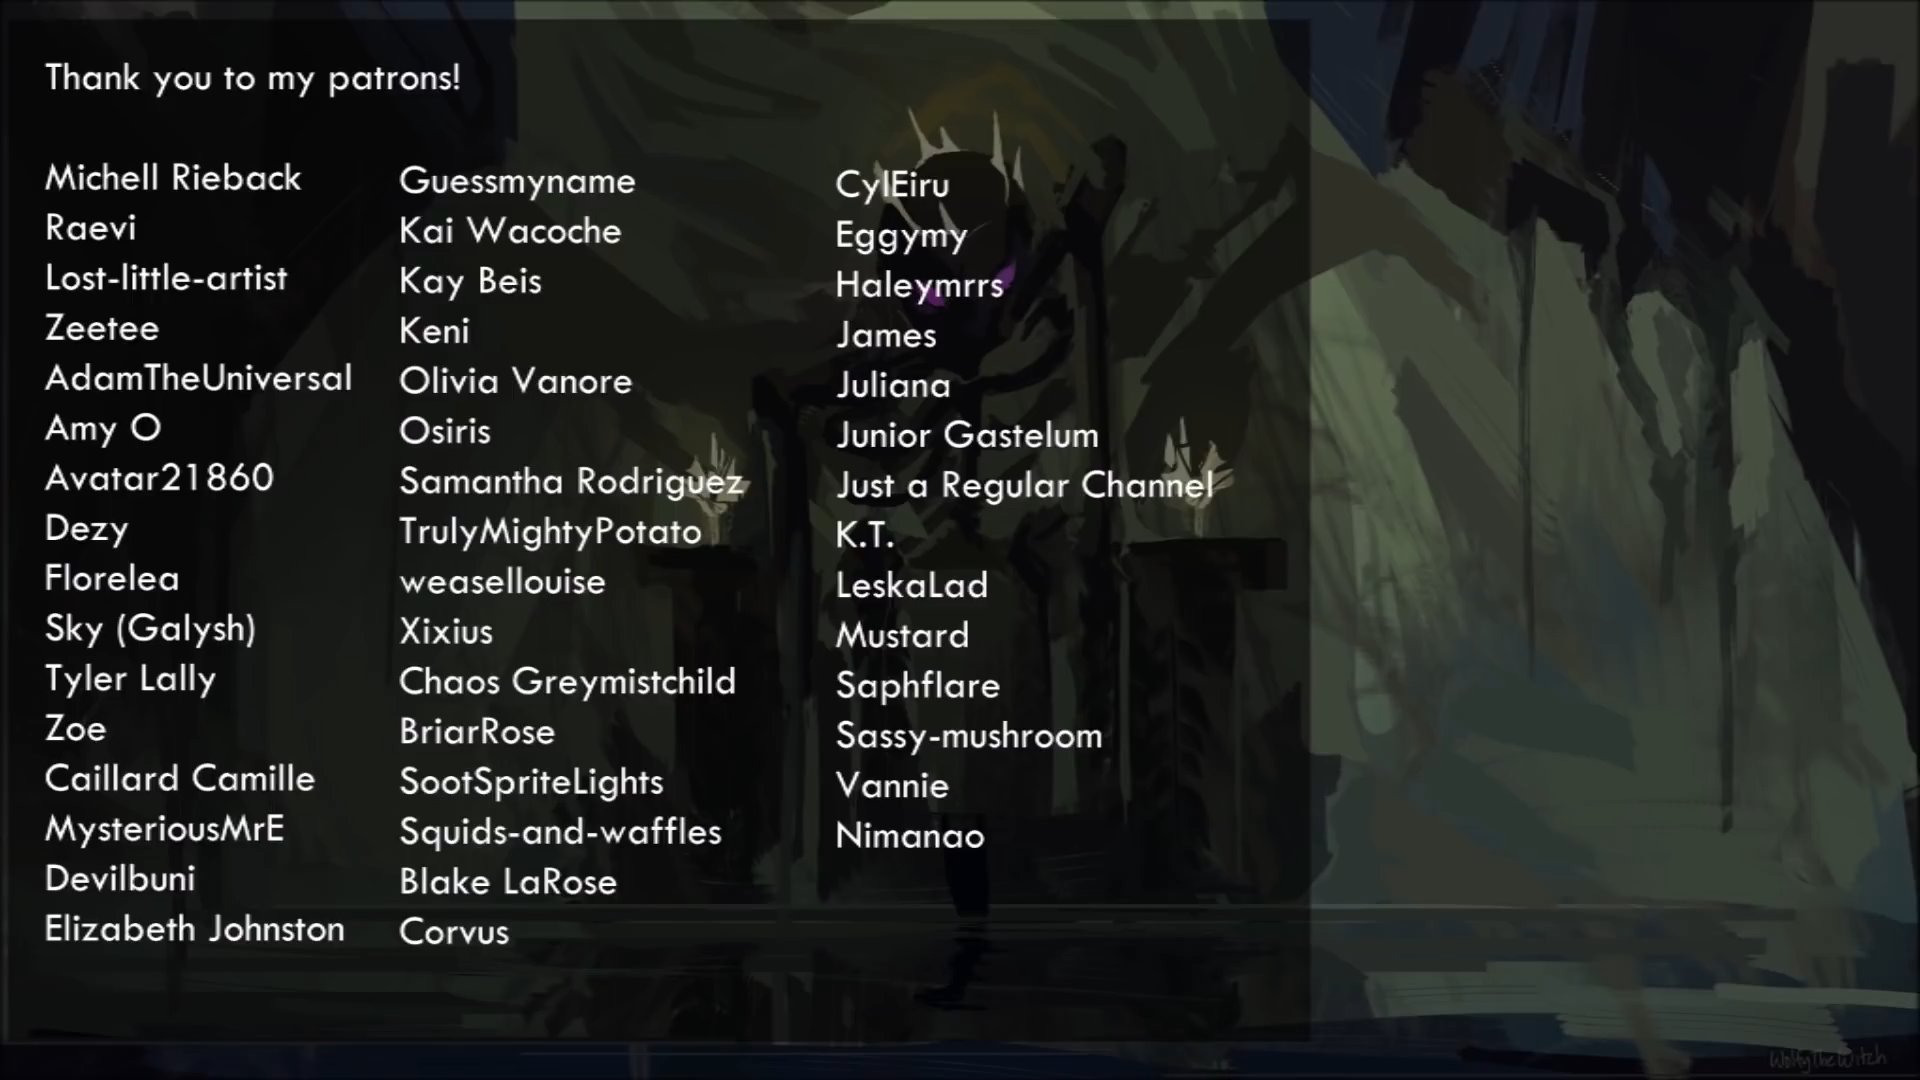 Thank you to my patrons!
Michell Rieback
Raevi
Lost-little-artist
Zeetee
AdamTheUniversal
Amy O
Avatar21860
Dezy
Florelea
Sky (Galysh)
Tyler Lally
Zoe
Caillard Camille
MysteriousMrE
Devilbuni
Elizabeth Johnston
Guessmyname
Kai Wacoche
Kay Beis
Keni
Olivia Vanore
Osiris
Samantha Rodriguez
TrulyMightyPotato
weasellouise
Xixius
Chaos Greymistchild
BriarRose
SootSpriteLights
Squids-and-waffles
Blake LaRose
Corvus
CylEiru
Eggymy
Haleymrrs
James
Juliana
Junior Gastelum
Just a Regular Channel
K.T.
LeskaLad
Mustard
Saphflare
Sassy-mushroom
Vannie
Nimanao
WolfyTheWitch